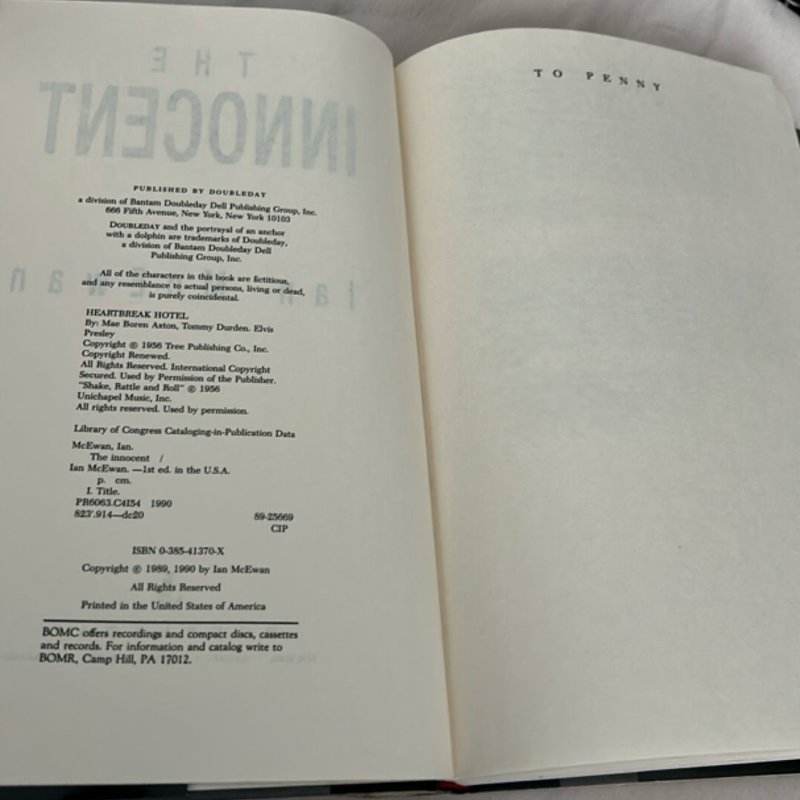 THE
INNOCENT
Ian McEwan
PUBLISHED BY DOUBLEDAY
a division of Bantam Doubleday Dell Publishing Group, Inc.
666 Fifth Avenue, New York, New York 10103
DOUBLEDAY and the portrayal of an anchor
with a dolphin are trademarks of Doubleday,
a division of Bantam Doubleday Dell
Publishing Group, Inc.
All of the characters in this book are fictitious,
and any resemblance to actual persons, living or dead,
is purely coincidental.
HEARTBREAK HOTEL
By: Mae Boren Axton, Tommy Durden. Elvis
Presley
Copyright © 1956 Tree Publishing Co., Inc.
Copyright Renewed.
All Rights Reserved. International Copyright
Secured. Used by Permission of the Publisher.
"Shake, Rattle and Roll" © 1956
Unichapel Music, Inc.
All rights reserved. Used by permission.
Library of Congress Cataloging-in-Publication Data
McEwan, Ian.
The innocent /
Ian McEwan. —1st ed. in the U.S.A.
p. cm.
I. Title.
PR6063.C4I54 1990
823'.914—dc20 89-25669
CIP
ISBN 0-385-41370-X
Copyright © 1989, 1990 by Ian McEwan
All Rights Reserved
Printed in the United States of America
BOMC offers recordings and compact discs, cassettes
and records. For information and catalog write to
BOMR, Camp Hill, PA 17012.
TO PENNY